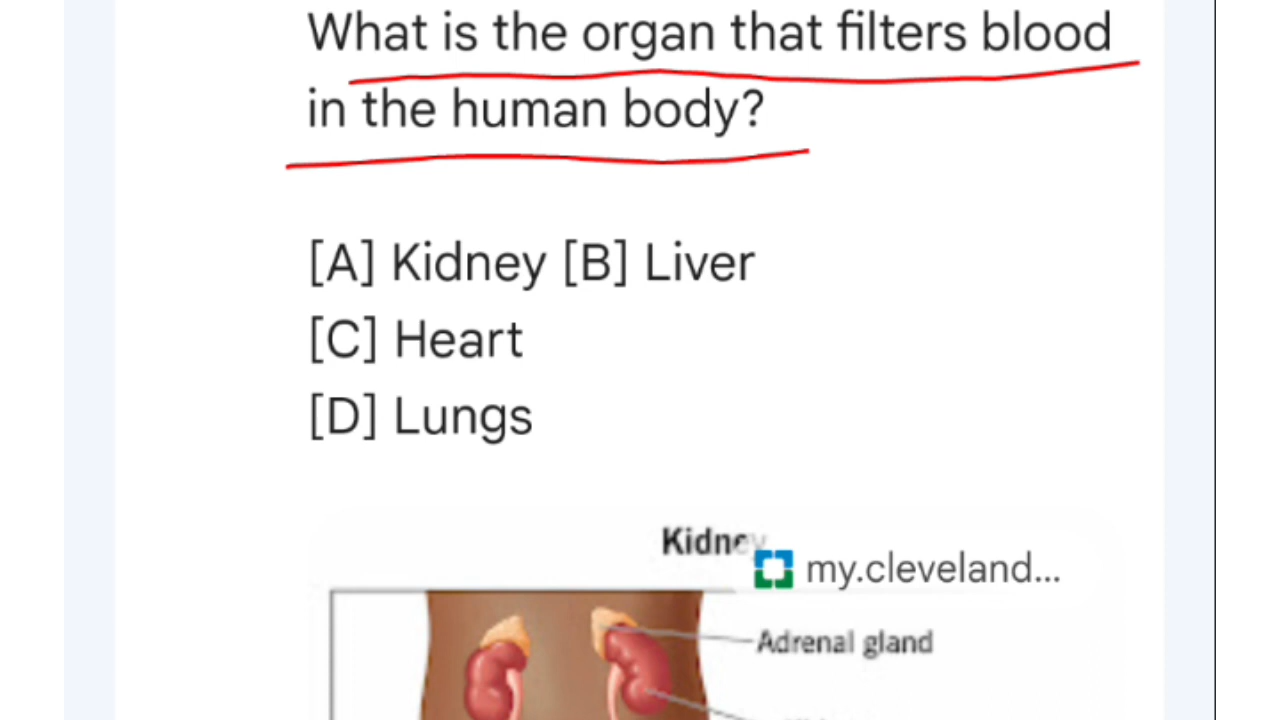 What is the organ that filters blood
in the human body?
[A] Kidney [B] Liver
[C] Heart
[D] Lungs
Kidney
my.cleveland...
Adrenal gland